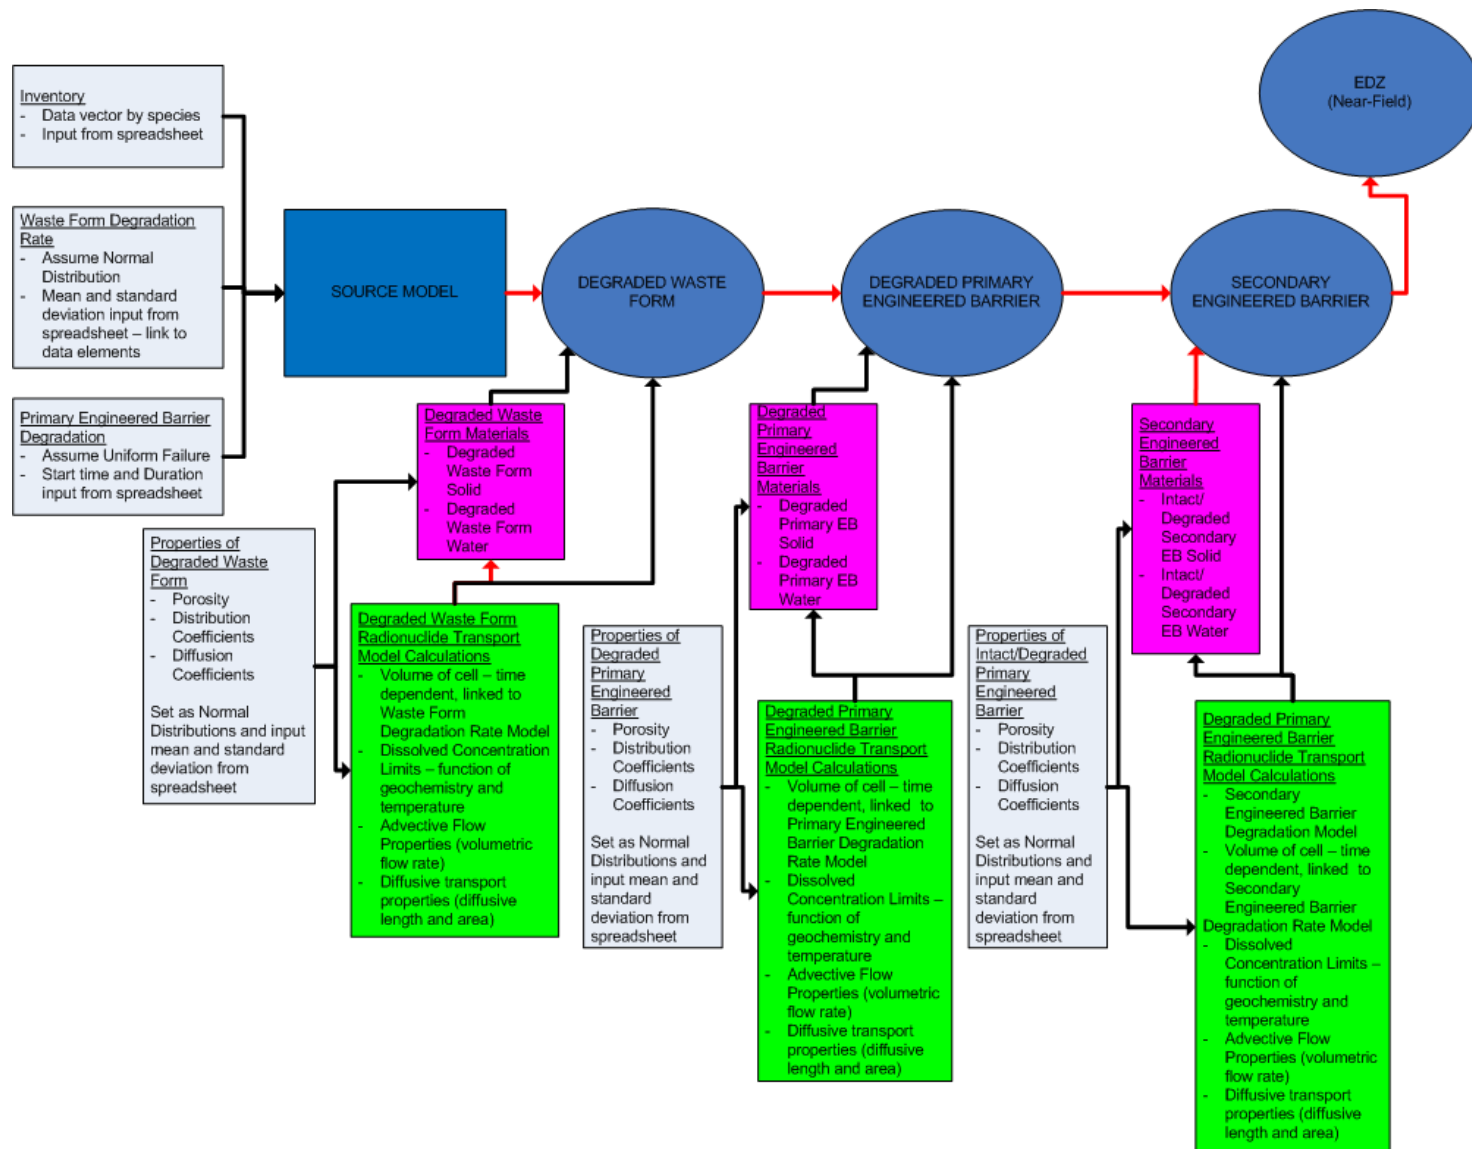 EDZ
(Near-Field)
Inventory
- Data vector by species
- Input from spreadsheet
Waste Form Degradation
Rate
- Assume Normal
Distribution
- Mean and standard
deviation input from
spreadsheet – link to
data elements
Primary Engineered Barrier
Degradation
- Assume Uniform Failure
- Start time and Duration
input from spreadsheet
SOURCE MODEL
DEGRADED WASTE
FORM
DEGRADED PRIMARY
ENGINEERED BARRIER
SECONDARY
ENGINEERED BARRIER
Degraded Waste
Form Materials
- Degraded
Waste Form
Solid
- Degraded
Waste Form
Water
Degraded
Primary
Engineered
Barrier
Materials
- Degraded
Primary EB
Solid
- Degraded
Primary EB
Water
Secondary
Engineered
Barrier
Materials
- Intact/
Degraded
Secondary
EB Solid
- Intact/
Degraded
Secondary
EB Water
Properties of
Degraded Waste
Form
- Porosity
- Distribution
Coefficients
- Diffusion
Coefficients
Set as Normal
Distributions and input
mean and standard
deviation from
spreadsheet
Degraded Waste Form
Radionuclide Transport
Model Calculations
- Volume of cell – time
dependent, linked to
Waste Form
Degradation Rate Model
- Dissolved Concentration
Limits – function of
geochemistry and
temperature
- Advective Flow
Properties (volumetric
flow rate)
- Diffusive transport
properties (diffusive
length and area)
Properties of
Degraded
Primary
Engineered
Barrier
- Porosity
- Distribution
Coefficients
- Diffusion
Coefficients
Set as Normal
Distributions and
input mean and
standard
deviation from
spreadsheet
Degraded Primary
Engineered Barrier
Radionuclide Transport
Model Calculations
- Volume of cell – time
dependent, linked to
Primary Engineered
Barrier Degradation
Rate Model
- Dissolved
Concentration Limits –
function of
geochemistry and
temperature
- Advective Flow
Properties (volumetric
flow rate)
- Diffusive transport
properties (diffusive
length and area)
Properties of
Intact/Degraded
Primary
Engineered
Barrier
- Porosity
- Distribution
Coefficients
- Diffusion
Coefficients
Set as Normal
Distributions and
input mean and
standard
deviation from
spreadsheet
Degraded Primary
Engineered Barrier
Radionuclide Transport
Model Calculations
- Secondary
Engineered Barrier
Degradation Model
- Volume of cell – time
dependent, linked to
Secondary
Engineered Barrier
Degradation Rate Model
- Dissolved
Concentration Limits –
function of
geochemistry and
temperature
- Advective Flow
Properties (volumetric
flow rate)
- Diffusive transport
properties (diffusive
length and area)